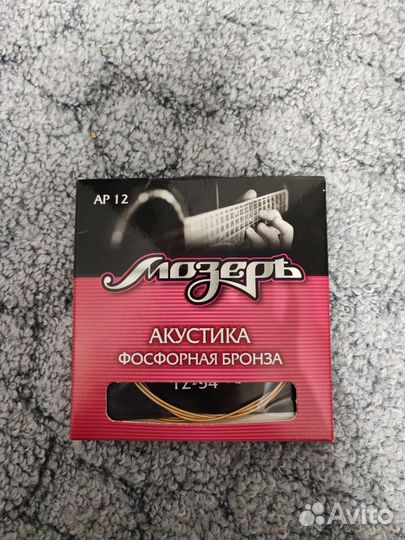 AP 12
Мозеръ
АКУСТИКА
ФОСФОРНАЯ БРОНЗА
12-54
Avito